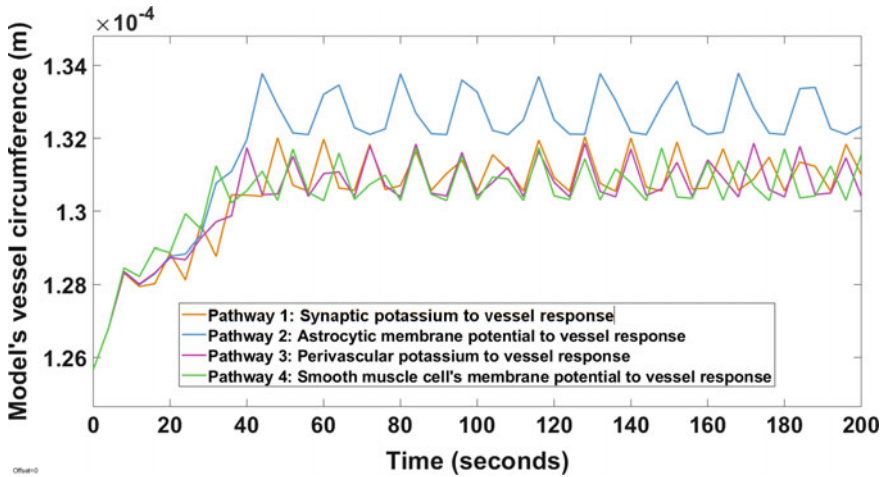 ×10-4
Model's vessel circumference (m)
1.34
1.32
1.3
1.28
1.26
Pathway 1: Synaptic potassium to vessel response
Pathway 2: Astrocytic membrane potential to vessel response
Pathway 3: Perivascular potassium to vessel response
Pathway 4: Smooth muscle cell's membrane potential to vessel response
0 20 40 60 80 100 120 140 160 180 200
Time (seconds)
Offset=0